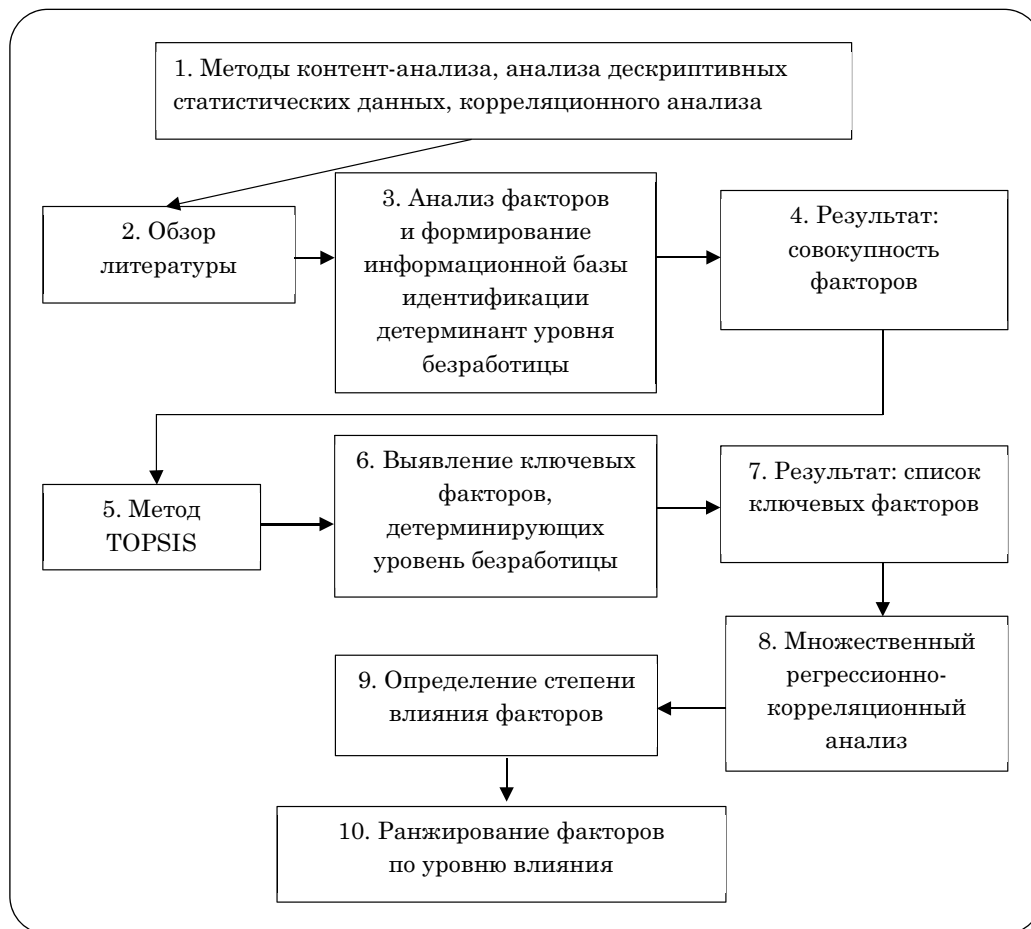 1. Методы контент-анализа, анализа дескриптивных
статистических данных, корреляционного анализа
2. Обзор
литературы
3. Анализ факторов
и формирование
информационной базы
идентификации
детерминант уровня
безработицы
4. Результат:
совокупность
факторов
5. Метод
TOPSIS
6. Выявление ключевых
факторов,
детерминирующих
уровень безработицы
7. Результат: список
ключевых факторов
8. Множественный
регрессионно-
корреляционный
анализ
9. Определение степени
влияния факторов
10. Ранжирование факторов
по уровню влияния